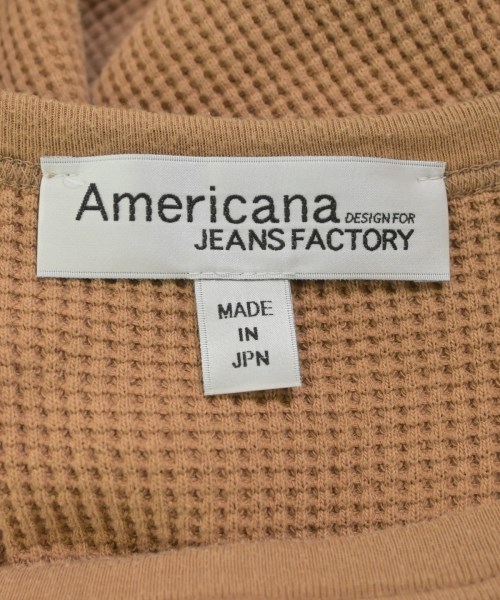 Americana DESIGN FOR
JEANS FACTORY
MADE
IN
JPN